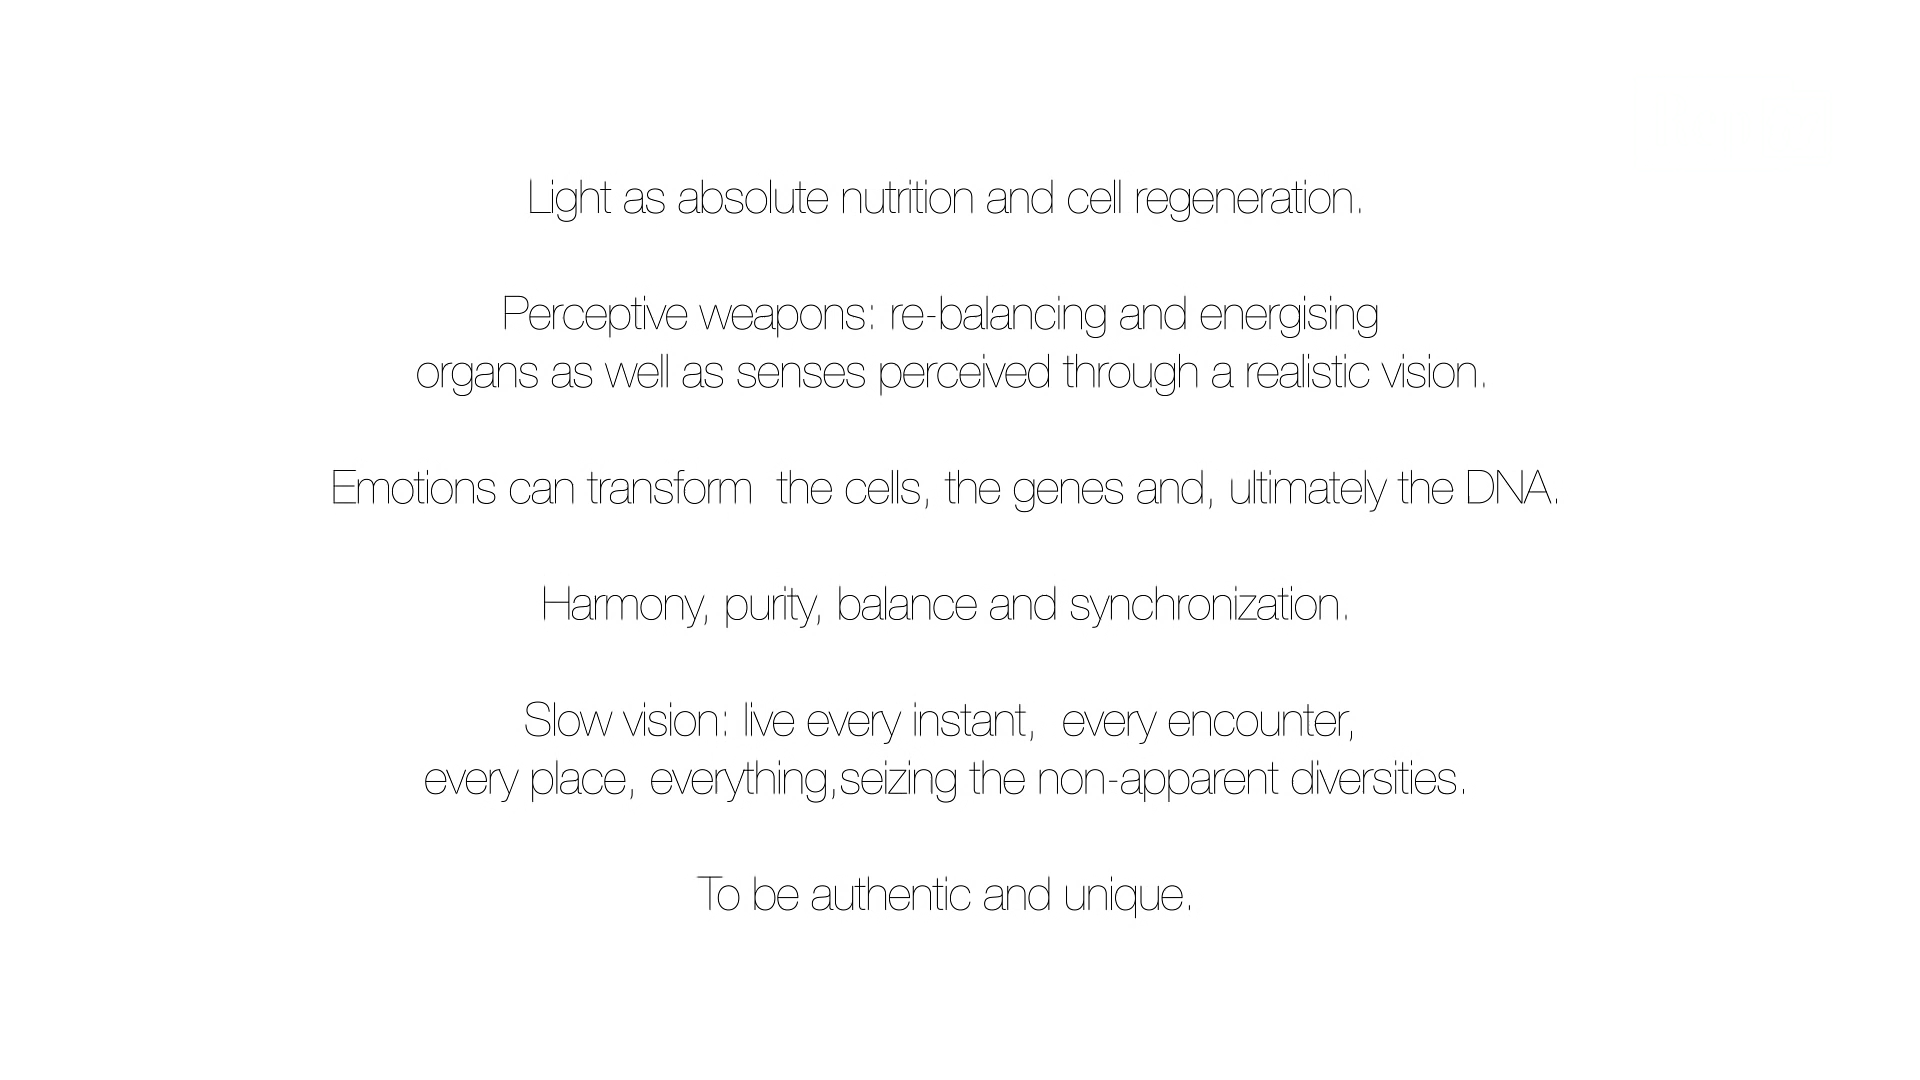 Light as absolute nutrition and cell regeneration.
Perceptive weapons: re-balancing and energising
organs as well as senses perceived through a realistic vision.
Emotions can transform  the cells, the genes and, ultimately the DNA.
Harmony, purity, balance and synchronization.
Slow vision: live every instant,  every encounter,
every place, everything,seizing the non-apparent diversities.
To be authentic and unique.